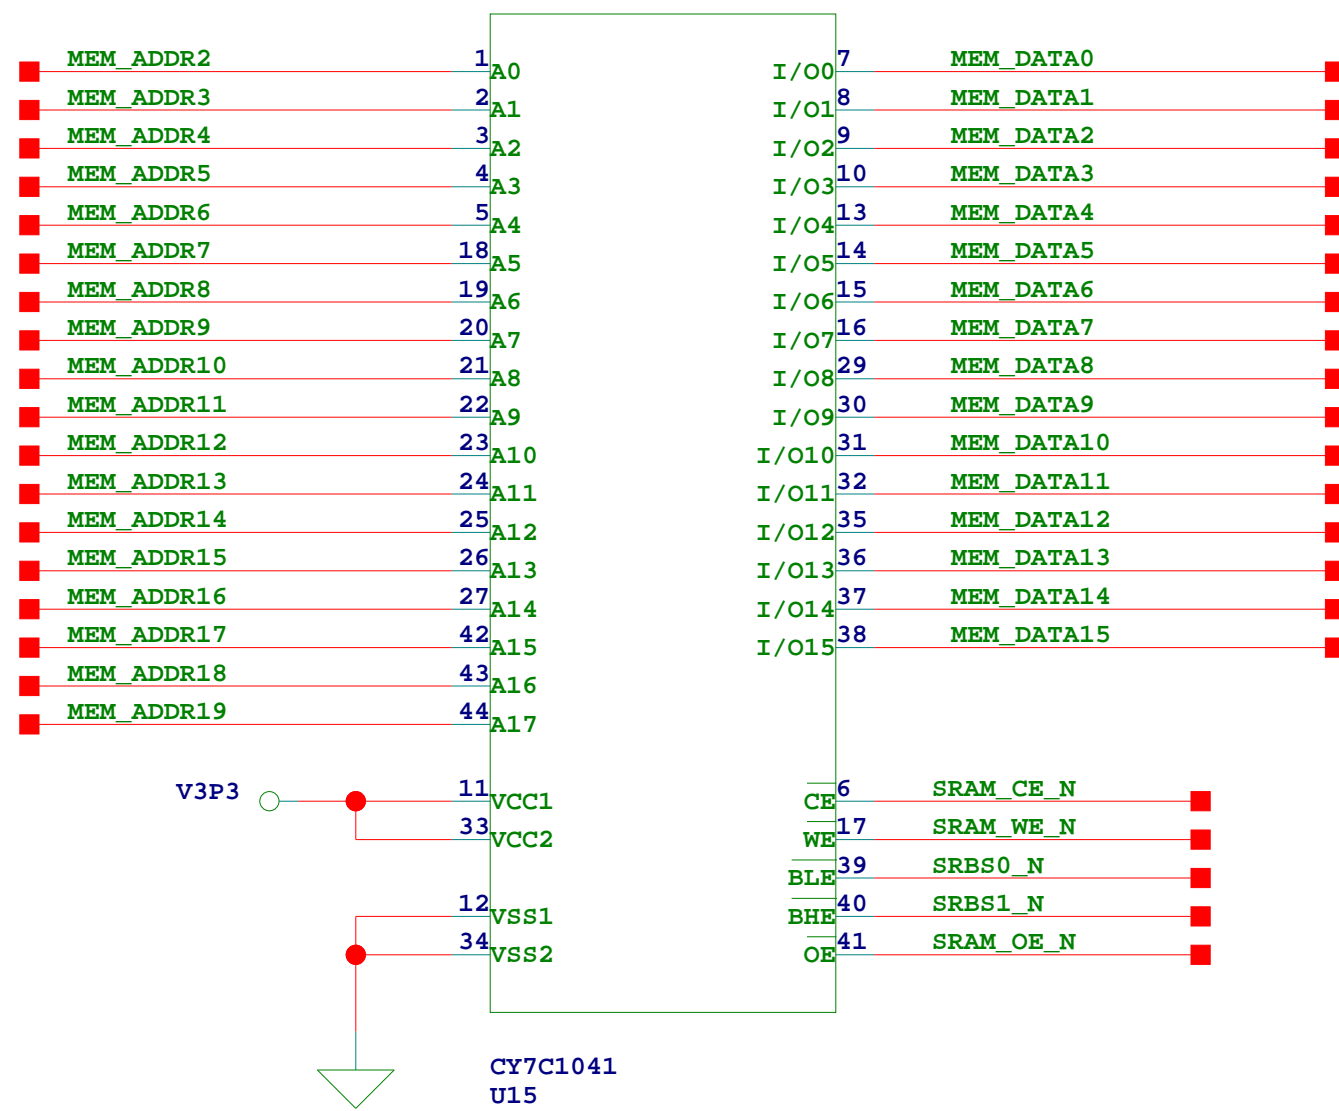 MEM_ADDR2 1 A0 I/O0 7 MEM_DATA0
MEM_ADDR3 2 A1 I/O1 8 MEM_DATA1
MEM_ADDR4 3 A2 I/O2 9 MEM_DATA2
MEM_ADDR5 4 A3 I/O3 10 MEM_DATA3
MEM_ADDR6 5 A4 I/O4 13 MEM_DATA4
MEM_ADDR7 18 A5 I/O5 14 MEM_DATA5
MEM_ADDR8 19 A6 I/O6 15 MEM_DATA6
MEM_ADDR9 20 A7 I/O7 16 MEM_DATA7
MEM_ADDR10 21 A8 I/O8 29 MEM_DATA8
MEM_ADDR11 22 A9 I/O9 30 MEM_DATA9
MEM_ADDR12 23 A10 I/O10 31 MEM_DATA10
MEM_ADDR13 24 A11 I/O11 32 MEM_DATA11
MEM_ADDR14 25 A12 I/O12 35 MEM_DATA12
MEM_ADDR15 26 A13 I/O13 36 MEM_DATA13
MEM_ADDR16 27 A14 I/O14 37 MEM_DATA14
MEM_ADDR17 42 A15 I/O15 38 MEM_DATA15
MEM_ADDR18 43 A16
MEM_ADDR19 44 A17
V3P3 11 VCC1 CE 6 SRAM_CE_N
33 VCC2 WE 17 SRAM_WE_N
BLE 39 SRBS0_N
12 VSS1 BHE 40 SRBS1_N
34 VSS2 OE 41 SRAM_OE_N
CY7C1041
U15